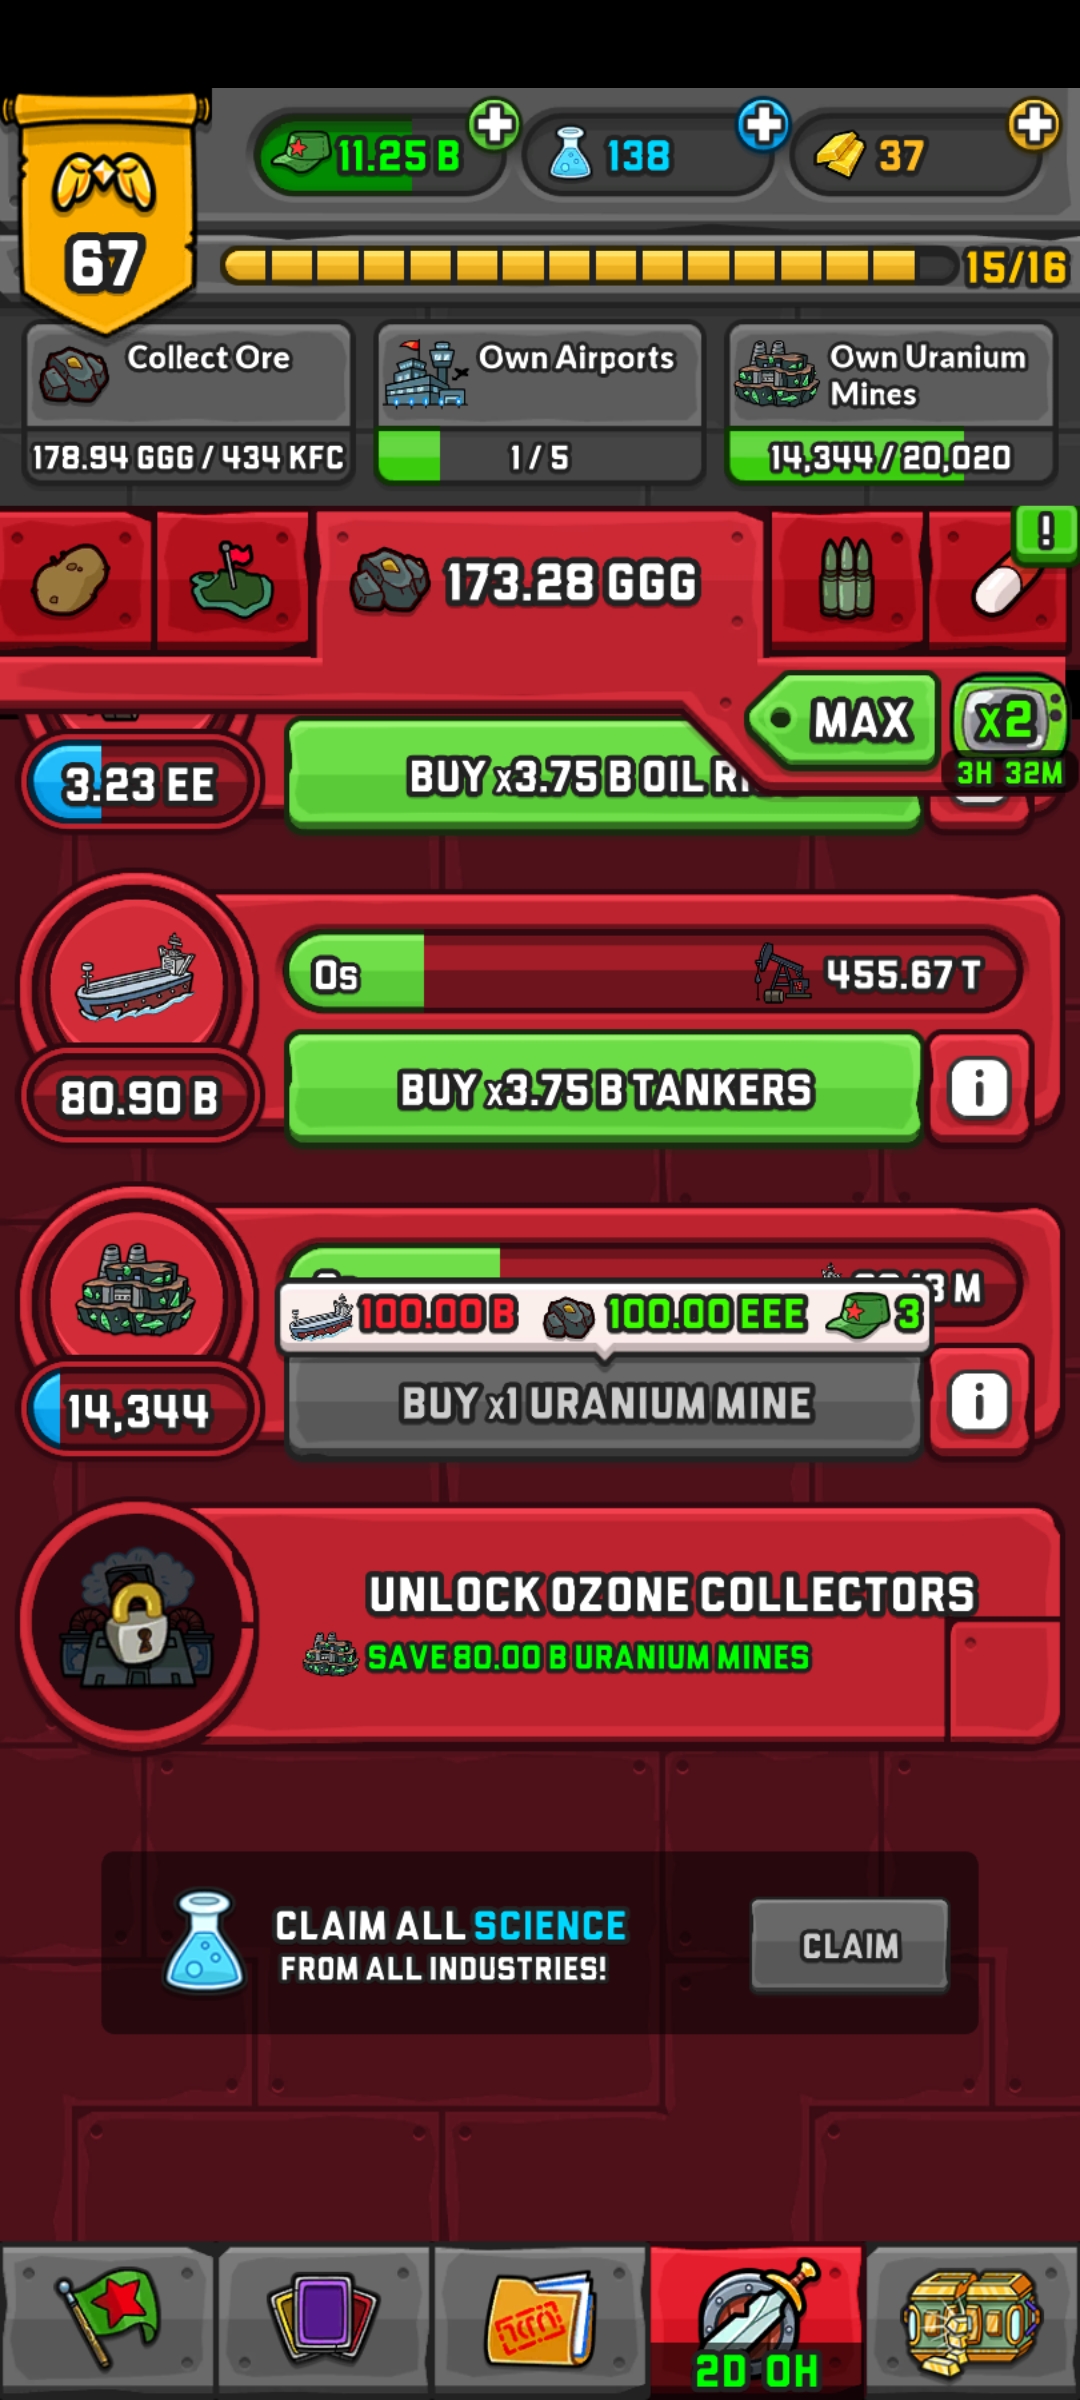 11.25 B
138
37
67
15/16
Collect Ore
178.94 GGG / 434 KFC
Own Airports
1 / 5
Own Uranium
Mines
14,344 / 20,020
173.28 GGG
!
MAX
x2
3H 32M
3.23 EE
BUY x3.75 B OIL
0s
455.67 T
80.90 B
BUY x3.75 B TANKERS
i
M
100.00 B
100.00 EEE
3
14,344
BUY x1 URANIUM MINE
i
UNLOCK OZONE COLLECTORS
SAVE 80.00 B URANIUM MINES
CLAIM ALL SCIENCE
FROM ALL INDUSTRIES!
CLAIM
2D 0H